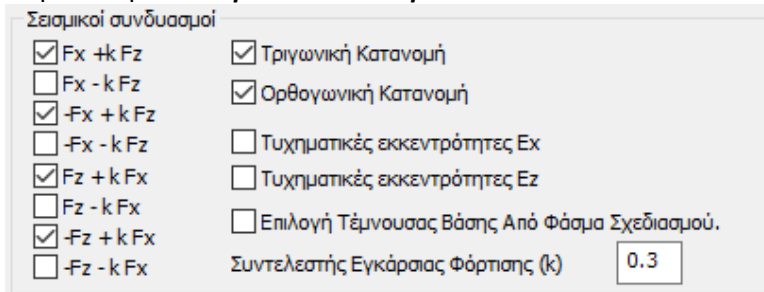 Σεισμικοί συνδυασμοί
Fx +k Fz
Fx - k Fz
-Fx + k Fz
-Fx - k Fz
Fz + k Fx
Fz - k Fx
-Fz + k Fx
-Fz - k Fx
Τριγωνική Κατανομή
Ορθογωνική Κατανομή
Τυχηματικές εκκεντρότητες Ex
Τυχηματικές εκκεντρότητες Ez
Επιλογή Τέμνουσας Βάσης Από Φάσμα Σχεδιασμού.
Συντελεστής Εγκάρσιας Φόρτισης (k) 0.3